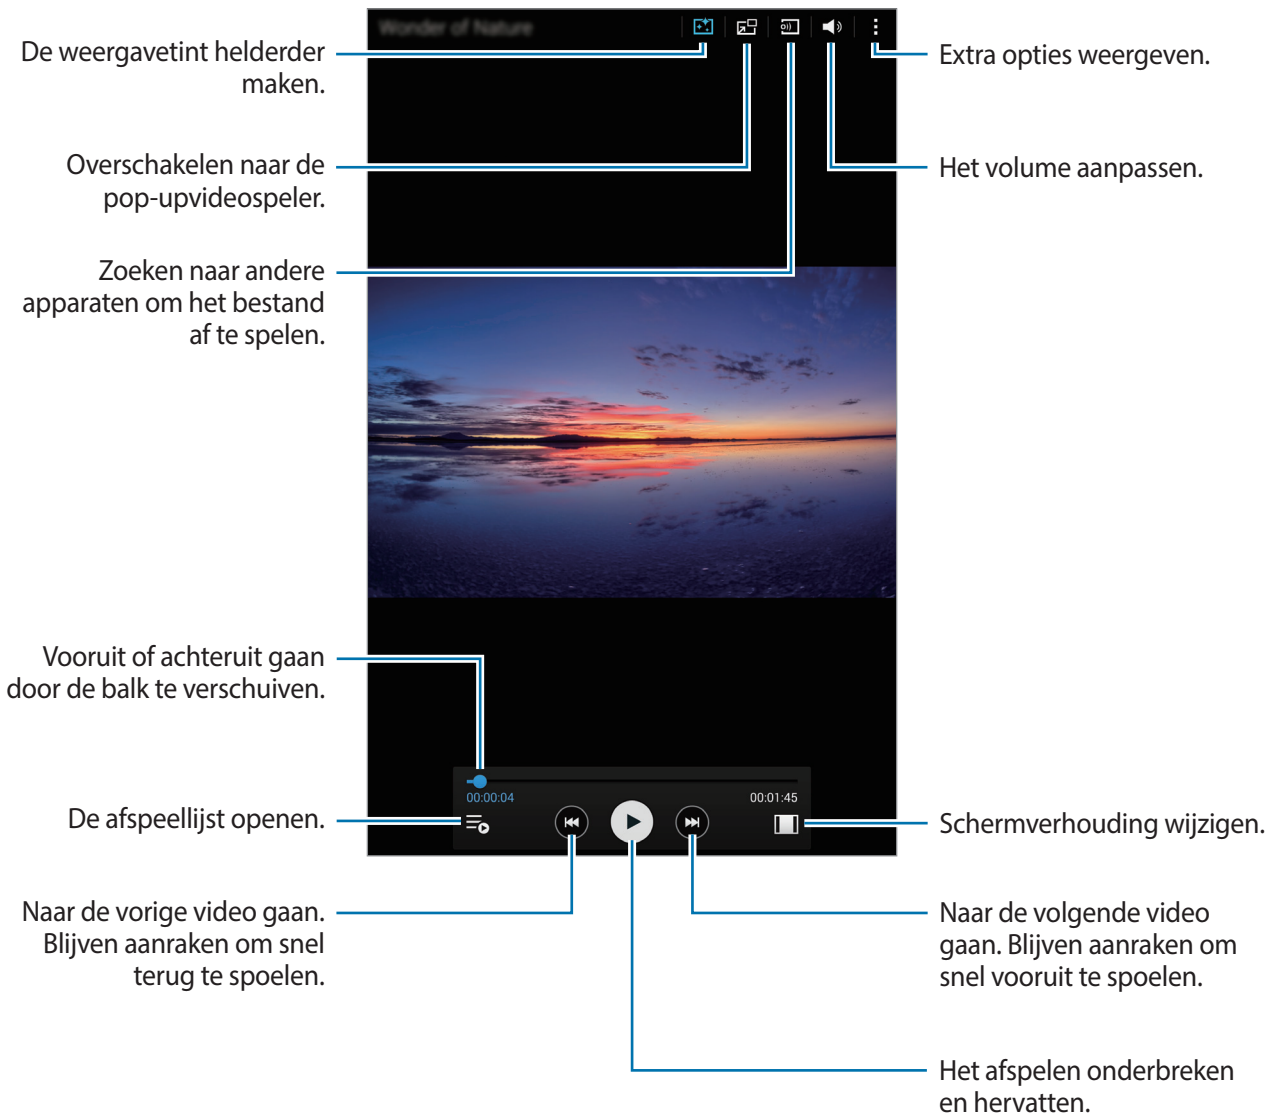 Wonder of Nature
De weergavetint helderder
maken.
Extra opties weergeven.
Overschakelen naar de
pop-upvideospeler.
Het volume aanpassen.
Zoeken naar andere
apparaten om het bestand
af te spelen.
Vooruit of achteruit gaan
door de balk te verschuiven.
00:00:04
00:01:45
De afspeellijst openen.
Schermverhouding wijzigen.
Naar de vorige video gaan.
Blijven aanraken om snel
terug te spoelen.
Naar de volgende video
gaan. Blijven aanraken om
snel vooruit te spoelen.
Het afspelen onderbreken
en hervatten.